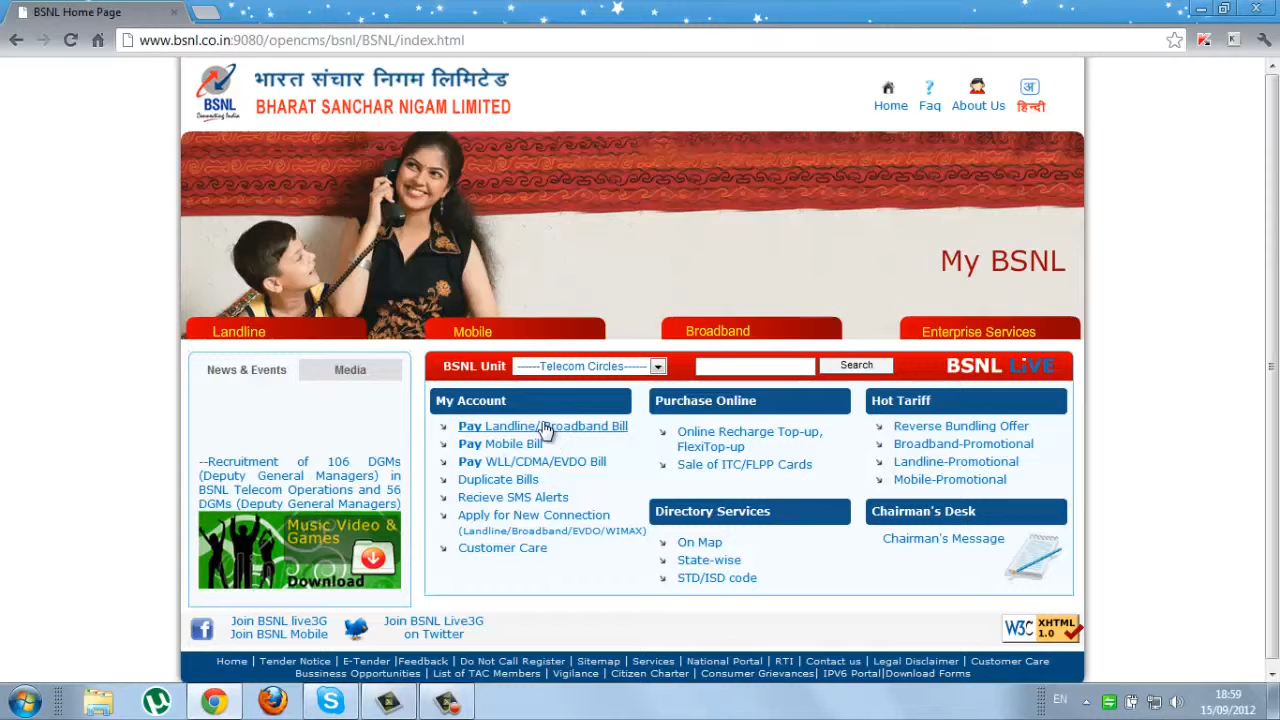 BSNL Home Page
www.bsnl.co.in:9080/opencms/bsnl/BSNL/index.html
BSNL
Connecting India
भारत संचार निगम लिमिटेड
BHARAT SANCHAR NIGAM LIMITED
Home
Faq
About Us
अ
हिन्दी
My BSNL
Landline
Mobile
Broadband
Enterprise Services
News & Events
Media
--Recruitment of 106 DGMs
(Deputy General Managers) in
BSNL Telecom Operations and 56
DGMs (Deputy General Managers)
Music Video &
Games
Download
BSNL Unit
------Telecom Circles------
Search
BSNL LiVE
My Account
Pay Landline/Broadband Bill
Pay Mobile Bill
Pay WLL/CDMA/EVDO Bill
Duplicate Bills
Recieve SMS Alerts
Apply for New Connection
(Landline/Broadband/EVDO/WIMAX)
Customer Care
Purchase Online
Online Recharge Top-up,
FlexiTop-up
Sale of ITC/FLPP Cards
Directory Services
On Map
State-wise
STD/ISD code
Hot Tariff
Reverse Bundling Offer
Broadband-Promotional
Landline-Promotional
Mobile-Promotional
Chairman's Desk
Chairman's Message
Join BSNL live3G
Join BSNL Mobile
Join BSNL Live3G
on Twitter
W3C XHTML
1.0
Home | Tender Notice | E-Tender |Feedback | Do Not Call Register | Sitemap | Services | National Portal | RTI | Contact us | Legal Disclaimer | Customer Care
Bussiness Opportunities | List of TAC Members | Vigilance | Citizen Charter | Consumer Grievances| IPV6 Portal|Download Forms
EN
18:59
15/09/2012